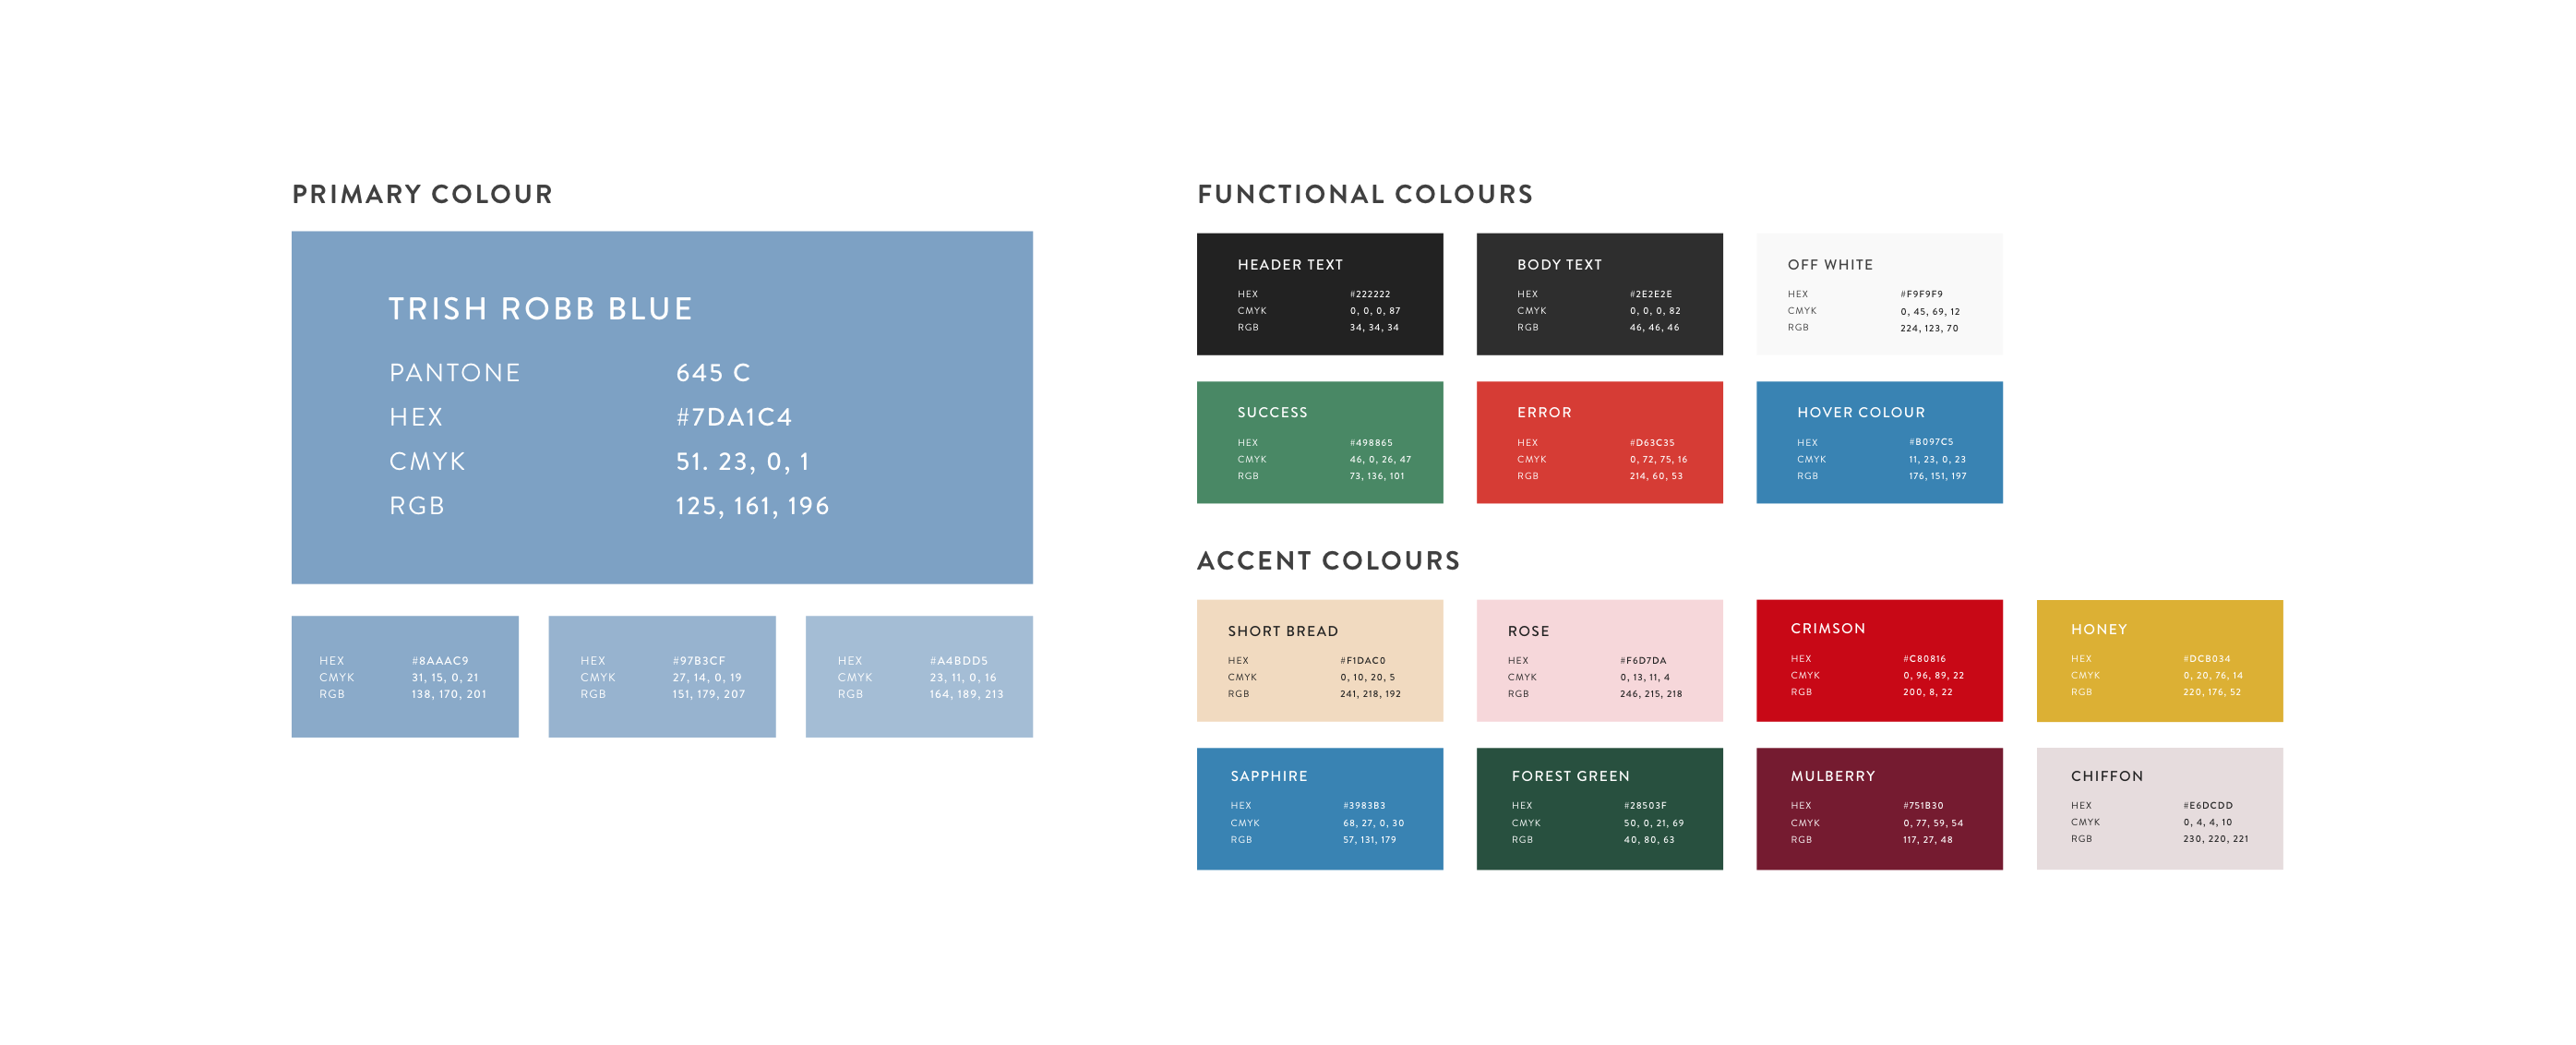 PRIMARY COLOUR
TRISH ROBB BLUE
PANTONE 645 C
HEX #7DA1C4
CMYK 51. 23, 0, 1
RGB 125, 161, 196
HEX #8AAAC9
CMYK 31, 15, 0, 21
RGB 138, 170, 201
HEX #97B3CF
CMYK 27, 14, 0, 19
RGB 151, 179, 207
HEX #A4BDD5
CMYK 23, 11, 0, 16
RGB 164, 189, 213
FUNCTIONAL COLOURS
HEADER TEXT
HEX #222222
CMYK 0, 0, 0, 87
RGB 34, 34, 34
BODY TEXT
HEX #2E2E2E
CMYK 0, 0, 0, 82
RGB 46, 46, 46
OFF WHITE
HEX #F9F9F9
CMYK 0, 45, 69, 12
RGB 224, 123, 70
SUCCESS
HEX #498865
CMYK 46, 0, 26, 47
RGB 73, 136, 101
ERROR
HEX #D63C35
CMYK 0, 72, 75, 16
RGB 214, 60, 53
HOVER COLOUR
HEX #B097C5
CMYK 11, 23, 0, 23
RGB 176, 151, 197
ACCENT COLOURS
SHORT BREAD
HEX #F1DAC0
CMYK 0, 10, 20, 5
RGB 241, 218, 192
ROSE
HEX #F6D7DA
CMYK 0, 13, 11, 4
RGB 246, 215, 218
CRIMSON
HEX #C80816
CMYK 0, 96, 89, 22
RGB 200, 8, 22
HONEY
HEX #DCB034
CMYK 0, 20, 76, 14
RGB 220, 176, 52
SAPPHIRE
HEX #3983B3
CMYK 68, 27, 0, 30
RGB 57, 131, 179
FOREST GREEN
HEX #28503F
CMYK 50, 0, 21, 69
RGB 40, 80, 63
MULBERRY
HEX #751B30
CMYK 0, 77, 59, 54
RGB 117, 27, 48
CHIFFON
HEX #E6DCDD
CMYK 0, 4, 4, 10
RGB 230, 220, 221